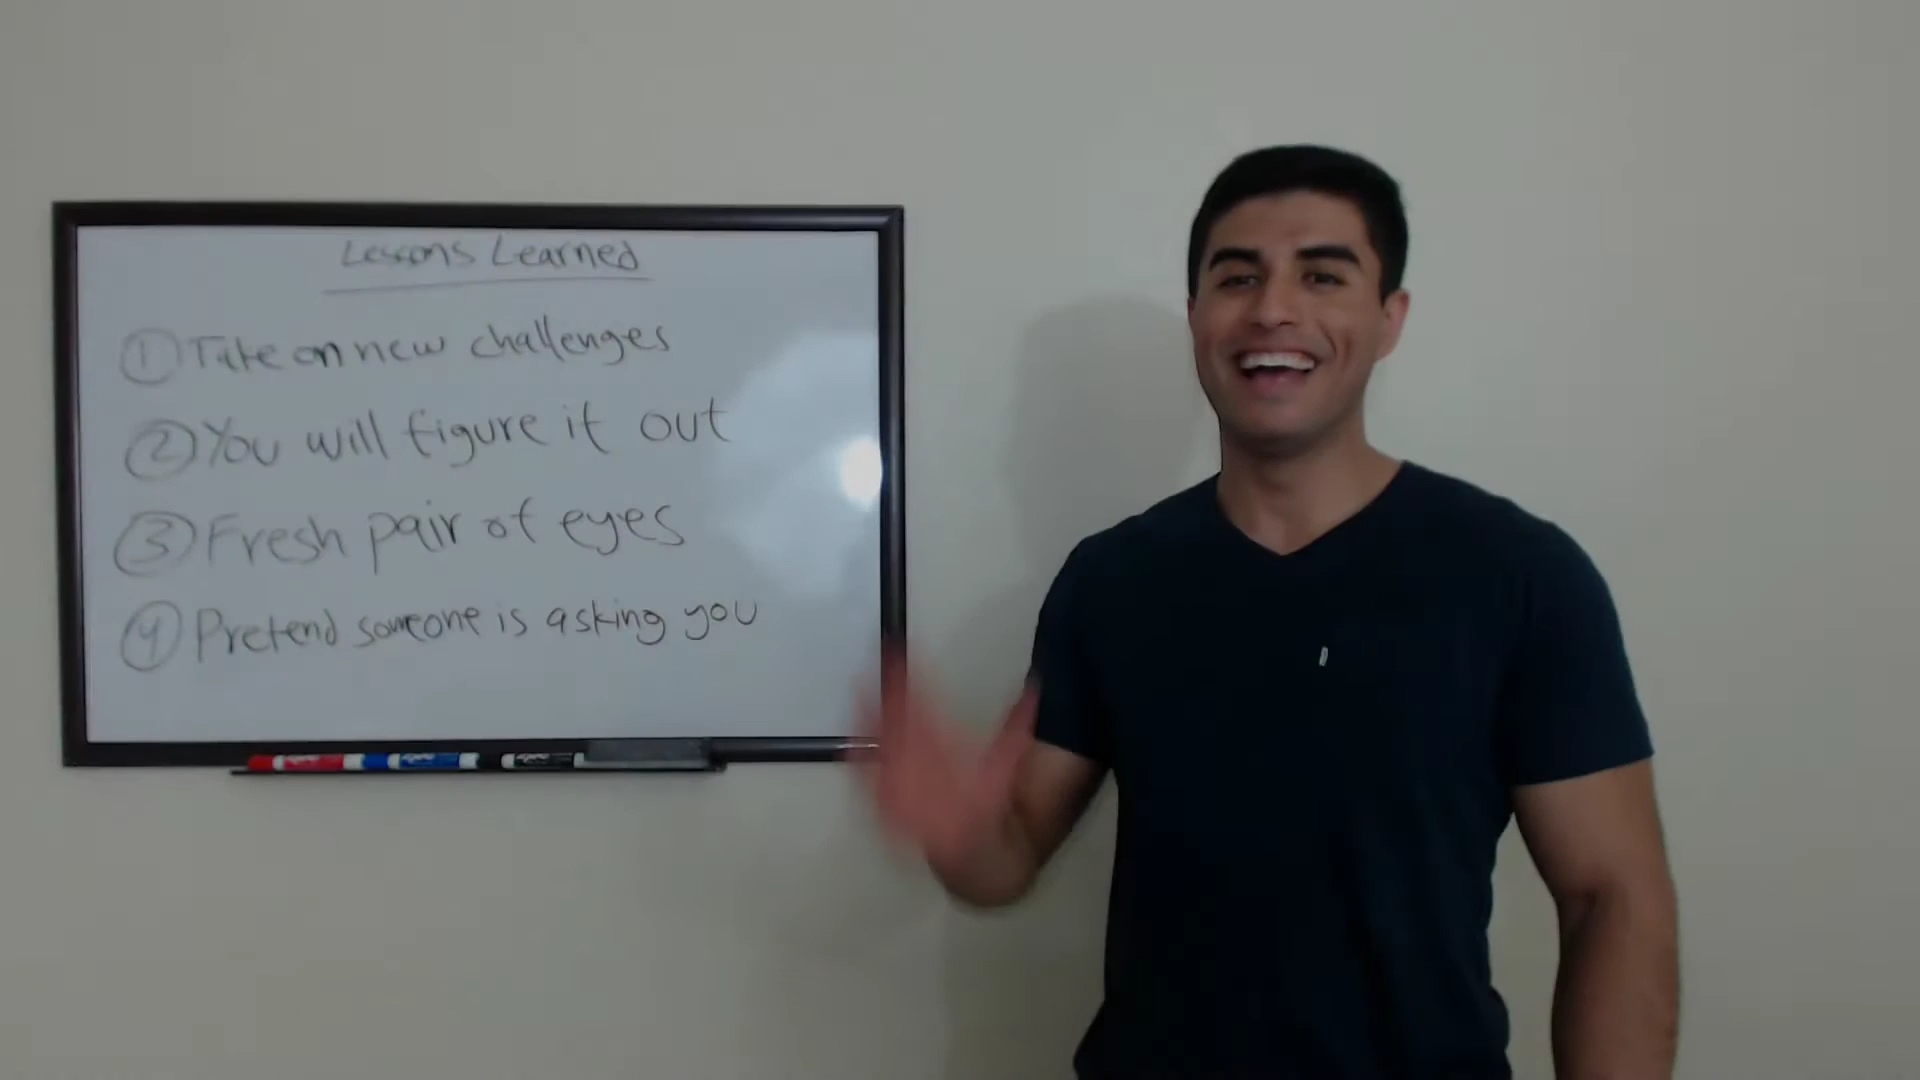 Lessons Learned
① Take on new challenges
② You will figure it out
③ Fresh pair of eyes
④ Pretend someone is asking you